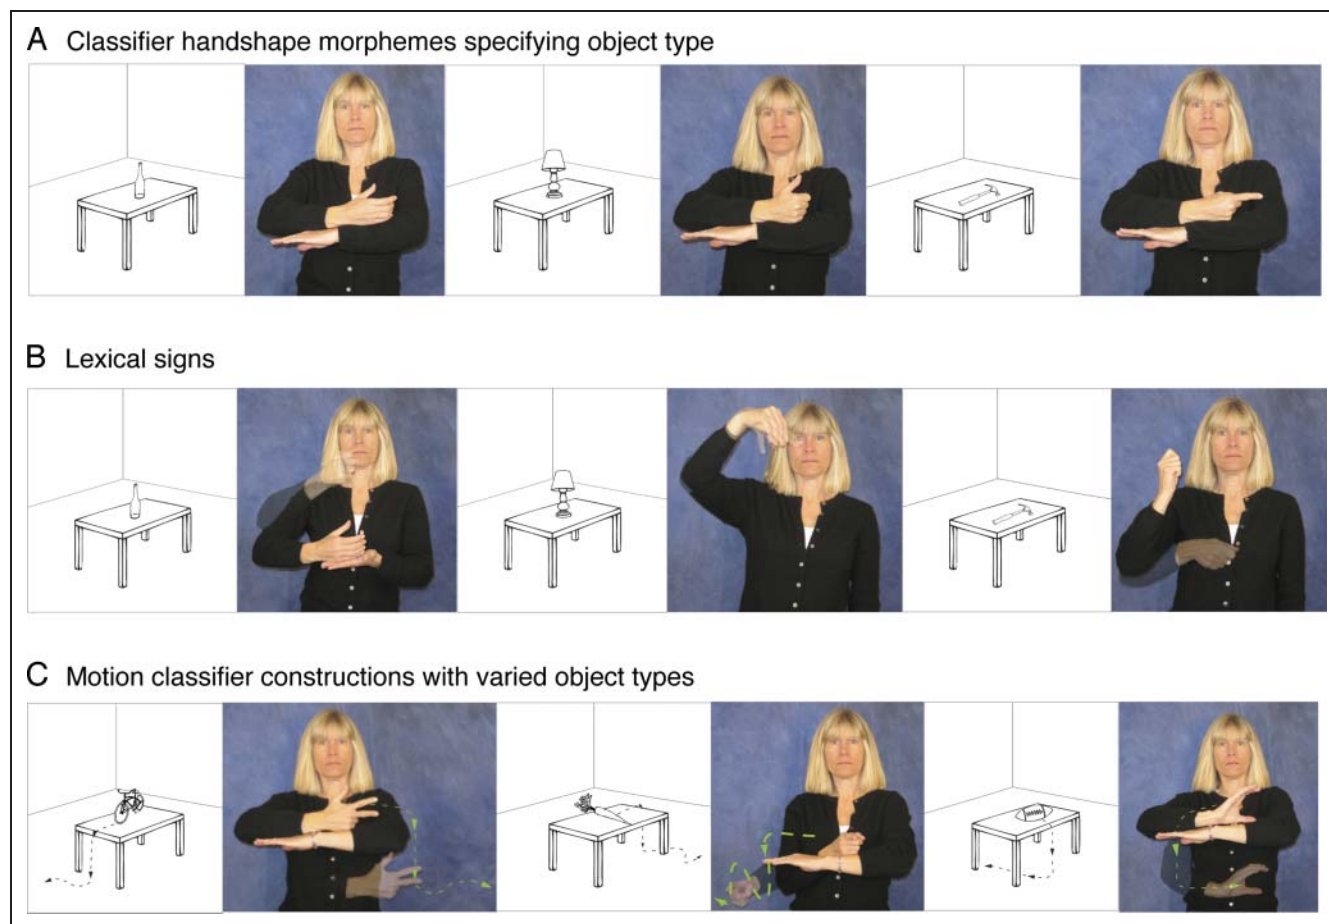 A Classifier handshape morphemes specifying object type
B Lexical signs
C Motion classifier constructions with varied object types